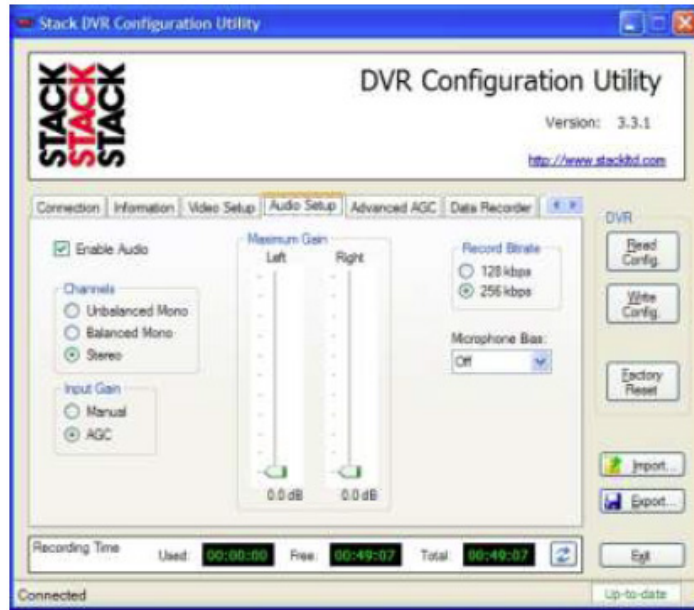 Stack DVR Configuration Utility
STACK
STACK
STACK
DVR Configuration Utility
Version: 3.3.1
http://www.stackltd.com
Connection
Information
Video Setup
Audio Setup
Advanced AGC
Data Recorder
Enable Audio
Channels
Unbalanced Mono
Balanced Mono
Stereo
Input Gain
Manual
AGC
Maximum Gain
Left
Right
0.0 dB
0.0 dB
Record Bitrate
128 kbps
256 kbps
Microphone Bias:
Off
DVR
Read Config.
Write Config.
Factory Reset
Import...
Export...
Exit
Recording Time
Used: 00:00:00
Free: 00:49:07
Total: 00:49:07
Connected
Up-to-date